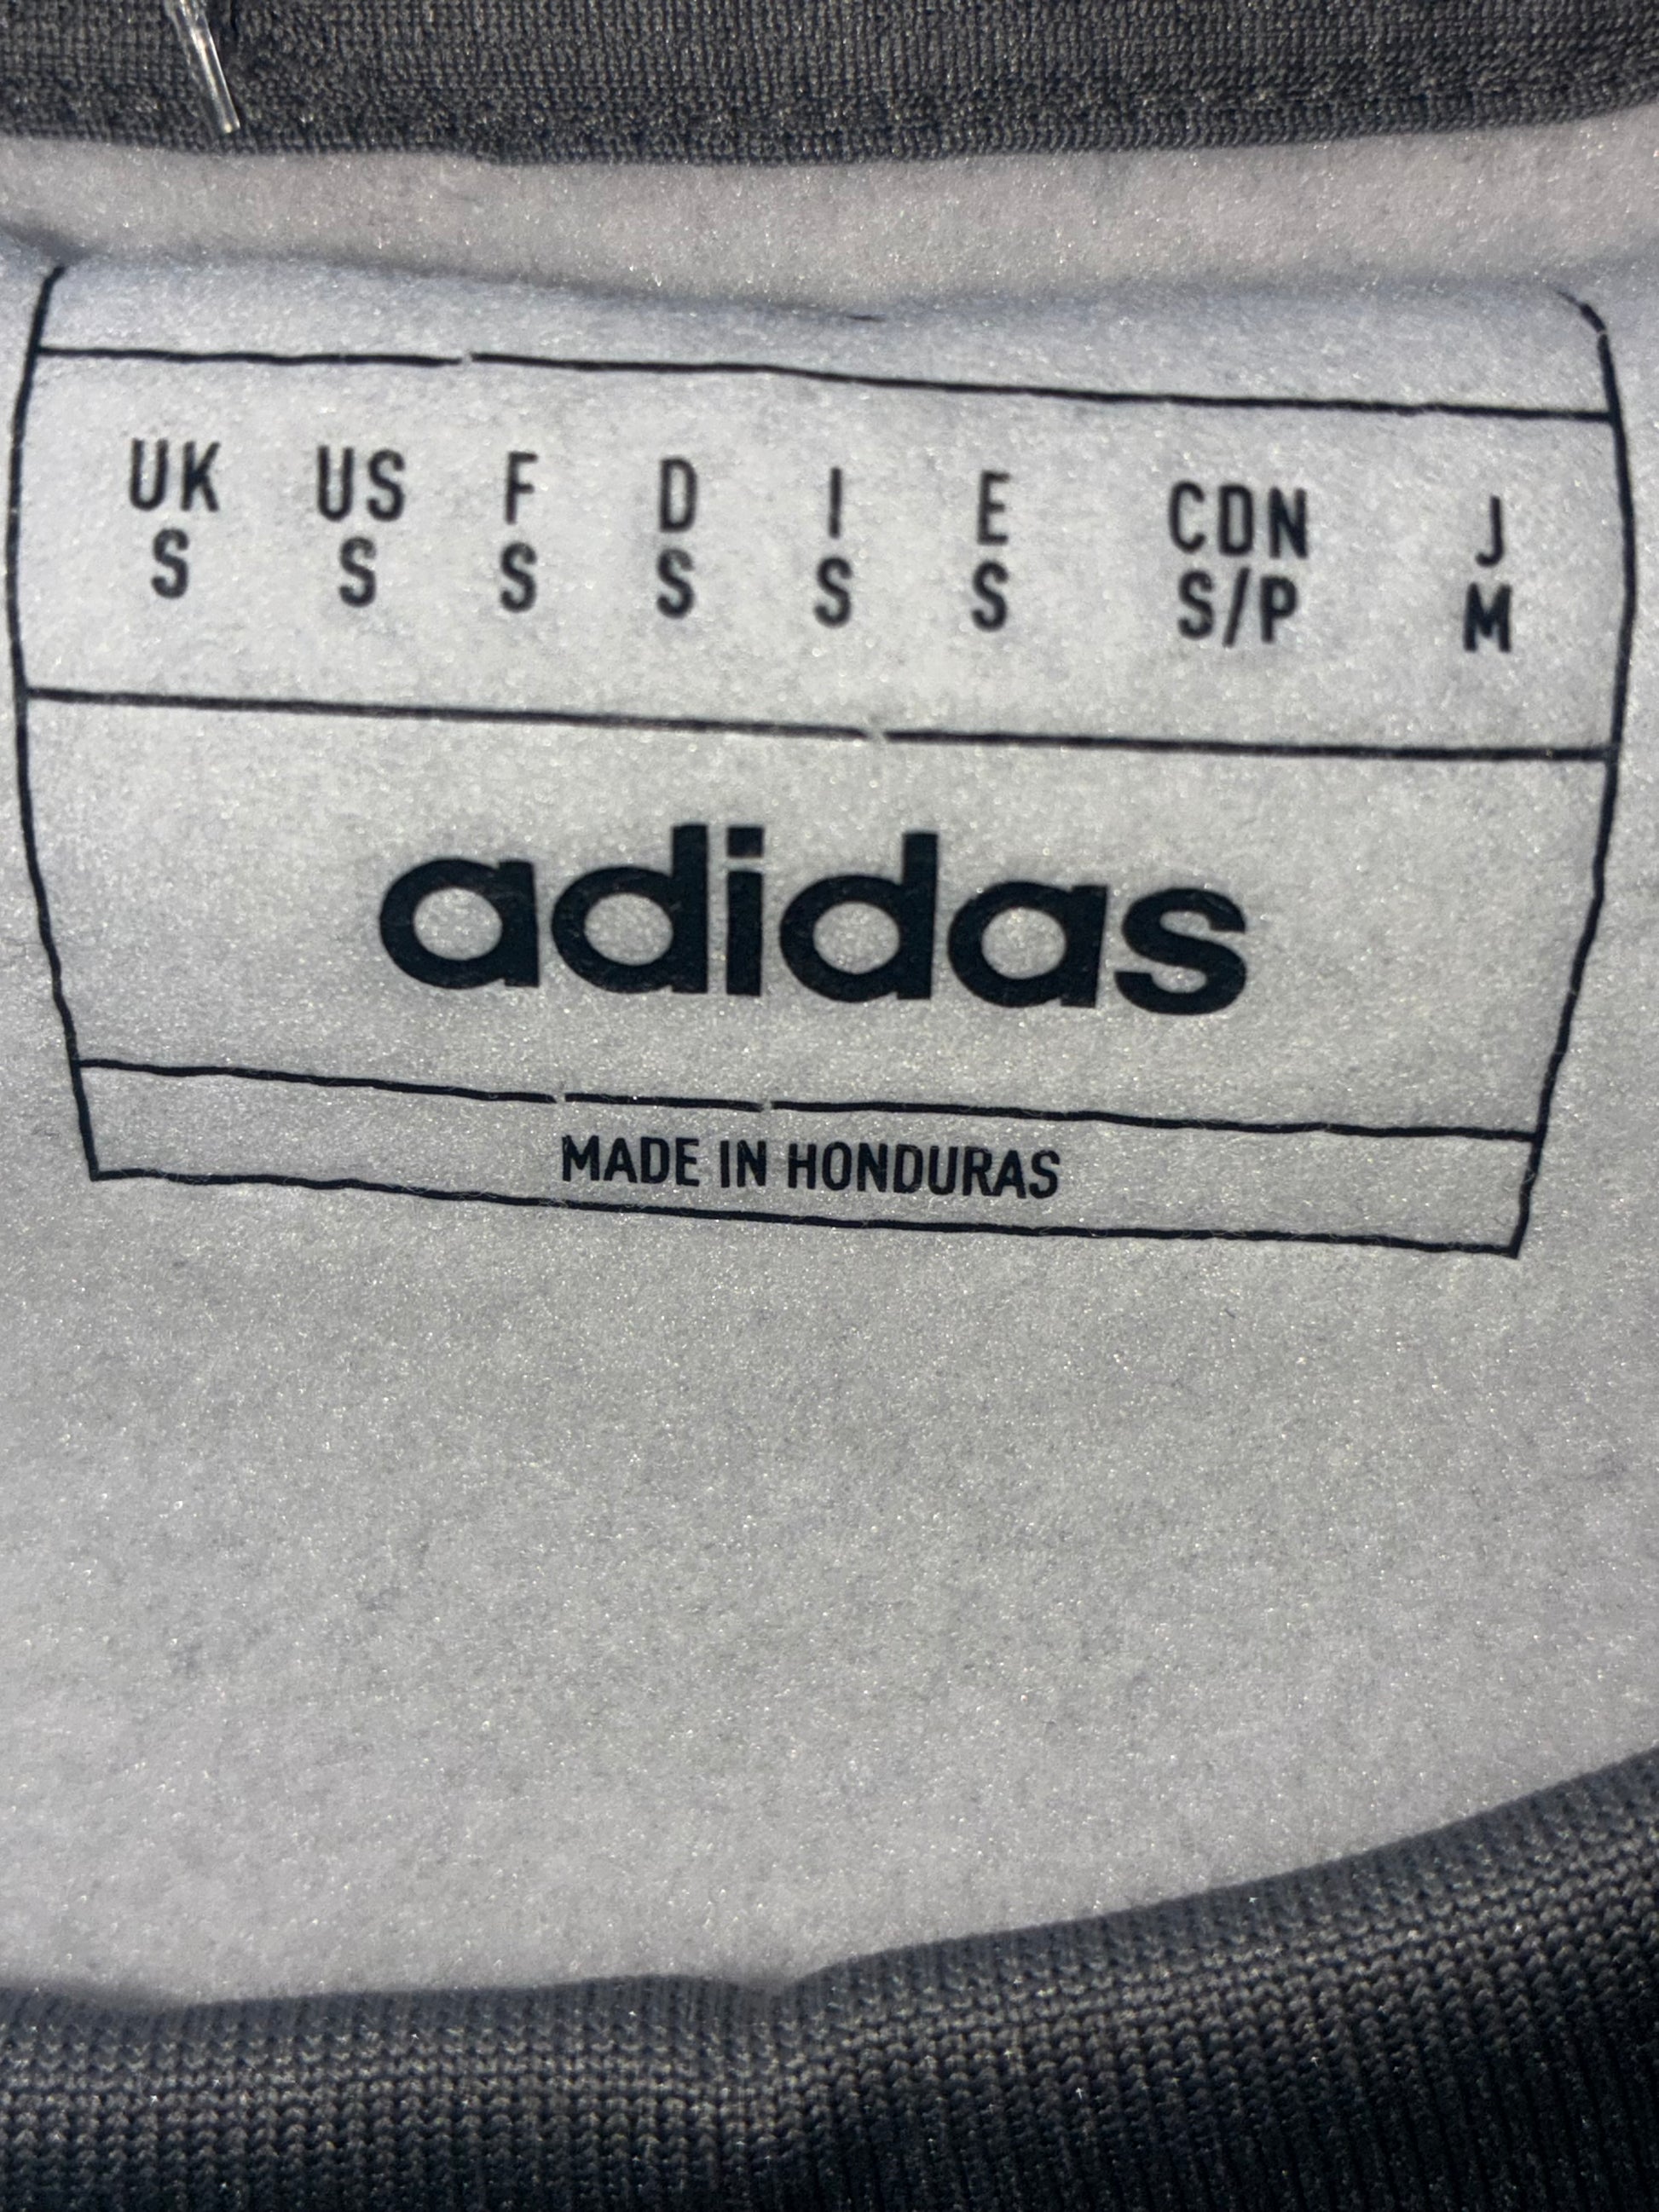 UK US F D I E CDN J
S S S S S S S/P M
adidas
MADE IN HONDURAS